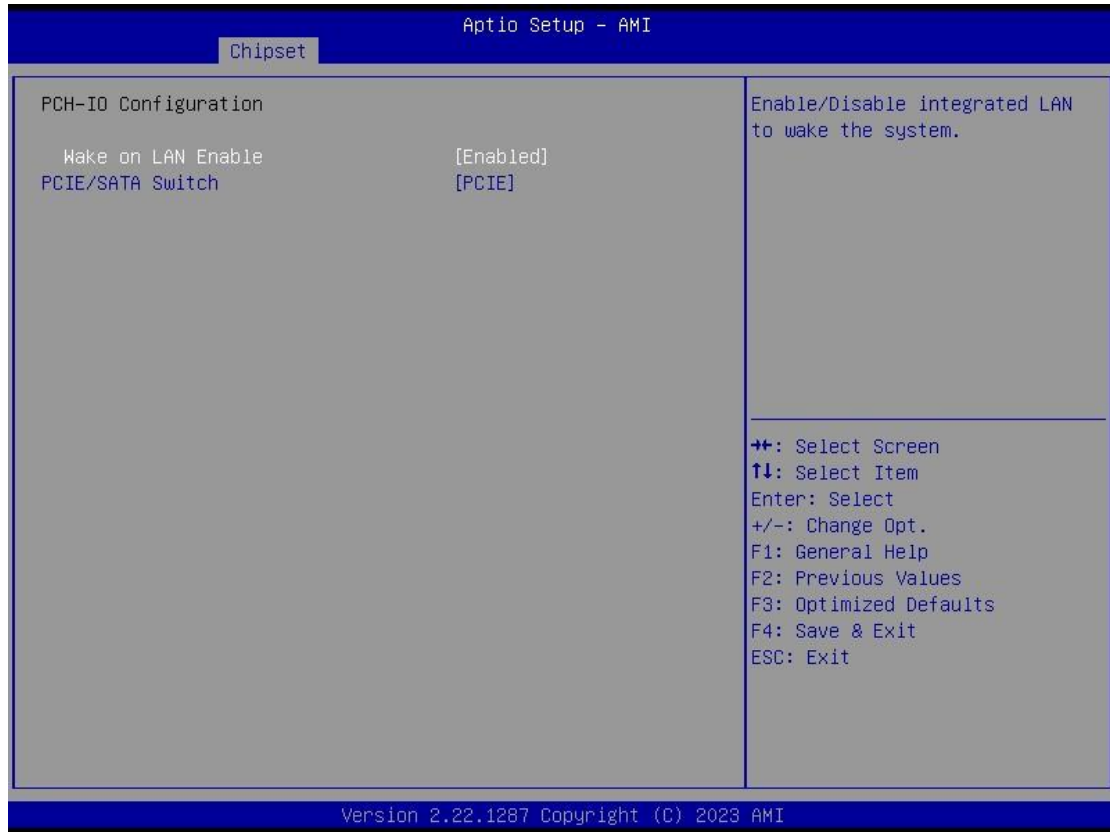 Aptio Setup – AMI
Chipset
PCH-IO Configuration
Wake on LAN Enable [Enabled]
PCIE/SATA Switch [PCIE]
Enable/Disable integrated LAN
to wake the system.
→←: Select Screen
↑↓: Select Item
Enter: Select
+/-: Change Opt.
F1: General Help
F2: Previous Values
F3: Optimized Defaults
F4: Save & Exit
ESC: Exit
Version 2.22.1287 Copyright (C) 2023 AMI